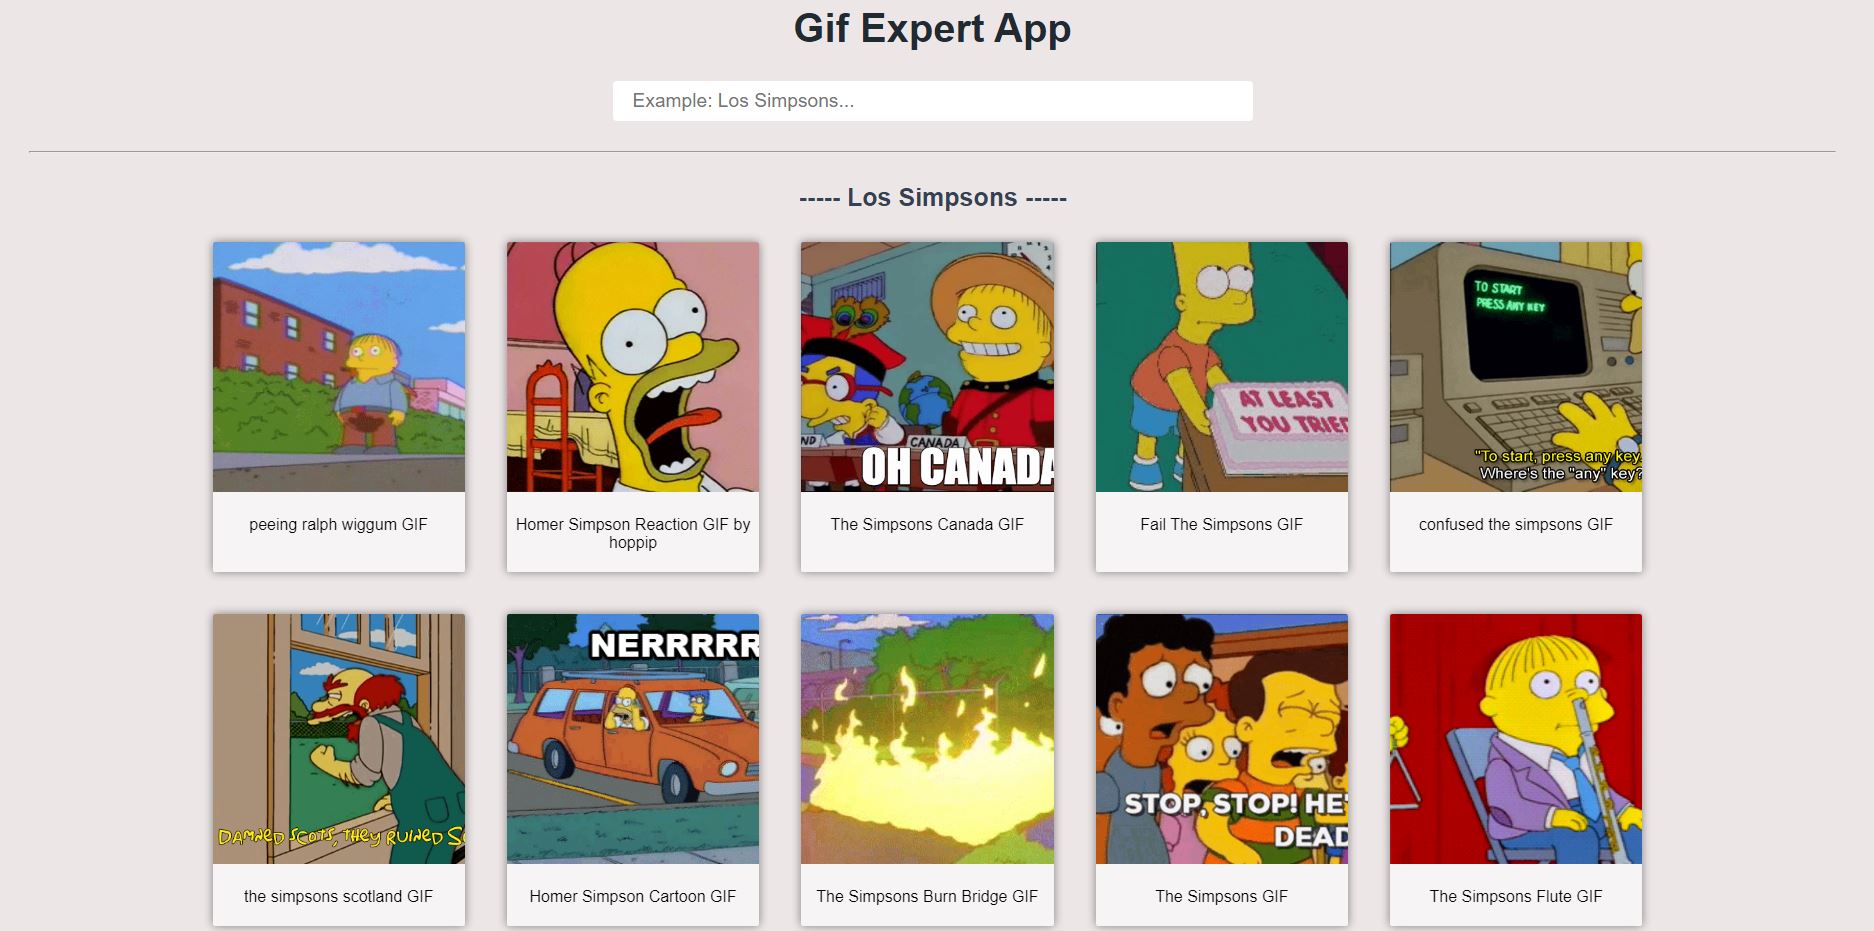 Gif Expert App
Example: Los Simpsons...
----- Los Simpsons -----
TO START
PRESS ANY KEY
CANADA
OH CANADA
AT LEAST
YOU TRIED
"To start, press any key.
Where's the "any" key?
peeing ralph wiggum GIF
Homer Simpson Reaction GIF by
hoppip
The Simpsons Canada GIF
Fail The Simpsons GIF
confused the simpsons GIF
DAMNED SCOTS, THEY RUINED SC
NERRRRR
STOP, STOP! HE'
DEAD
the simpsons scotland GIF
Homer Simpson Cartoon GIF
The Simpsons Burn Bridge GIF
The Simpsons GIF
The Simpsons Flute GIF